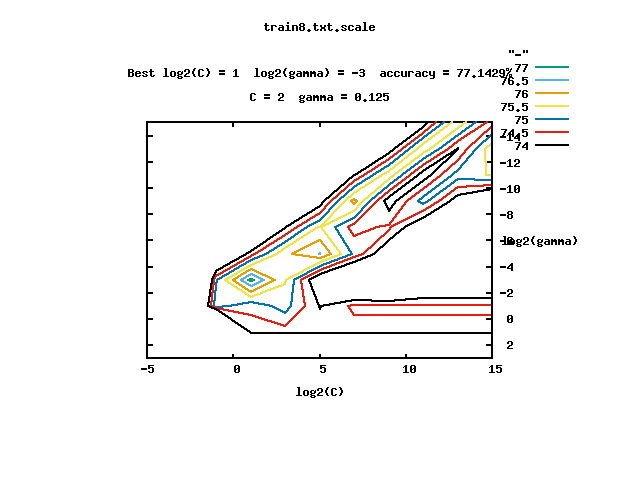 train8.txt.scale
"-"
Best log2(C) = 1 log2(gamma) = -3 accuracy = 77.1429%
77
76.5
C = 2 gamma = 0.125
76
75.5
75
74.5
74
-14
-12
-10
-8
-6
log2(gamma)
-4
-2
0
2
-5 0 5 10 15
log2(C)